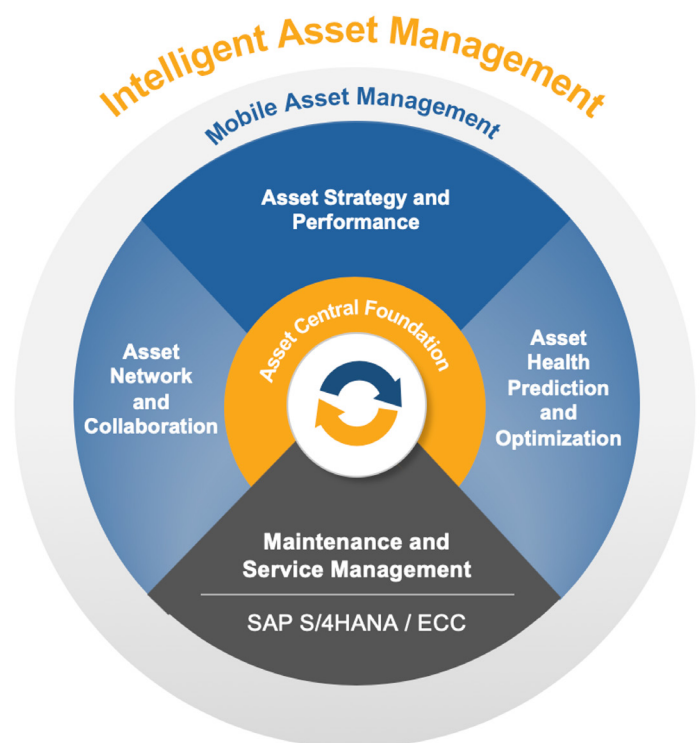 Intelligent Asset Management
Mobile Asset Management
Asset Strategy and
Performance
Asset Central Foundation
Asset
Network
and
Collaboration
Asset
Health
Prediction
and
Optimization
Maintenance and
Service Management
SAP S/4HANA / ECC